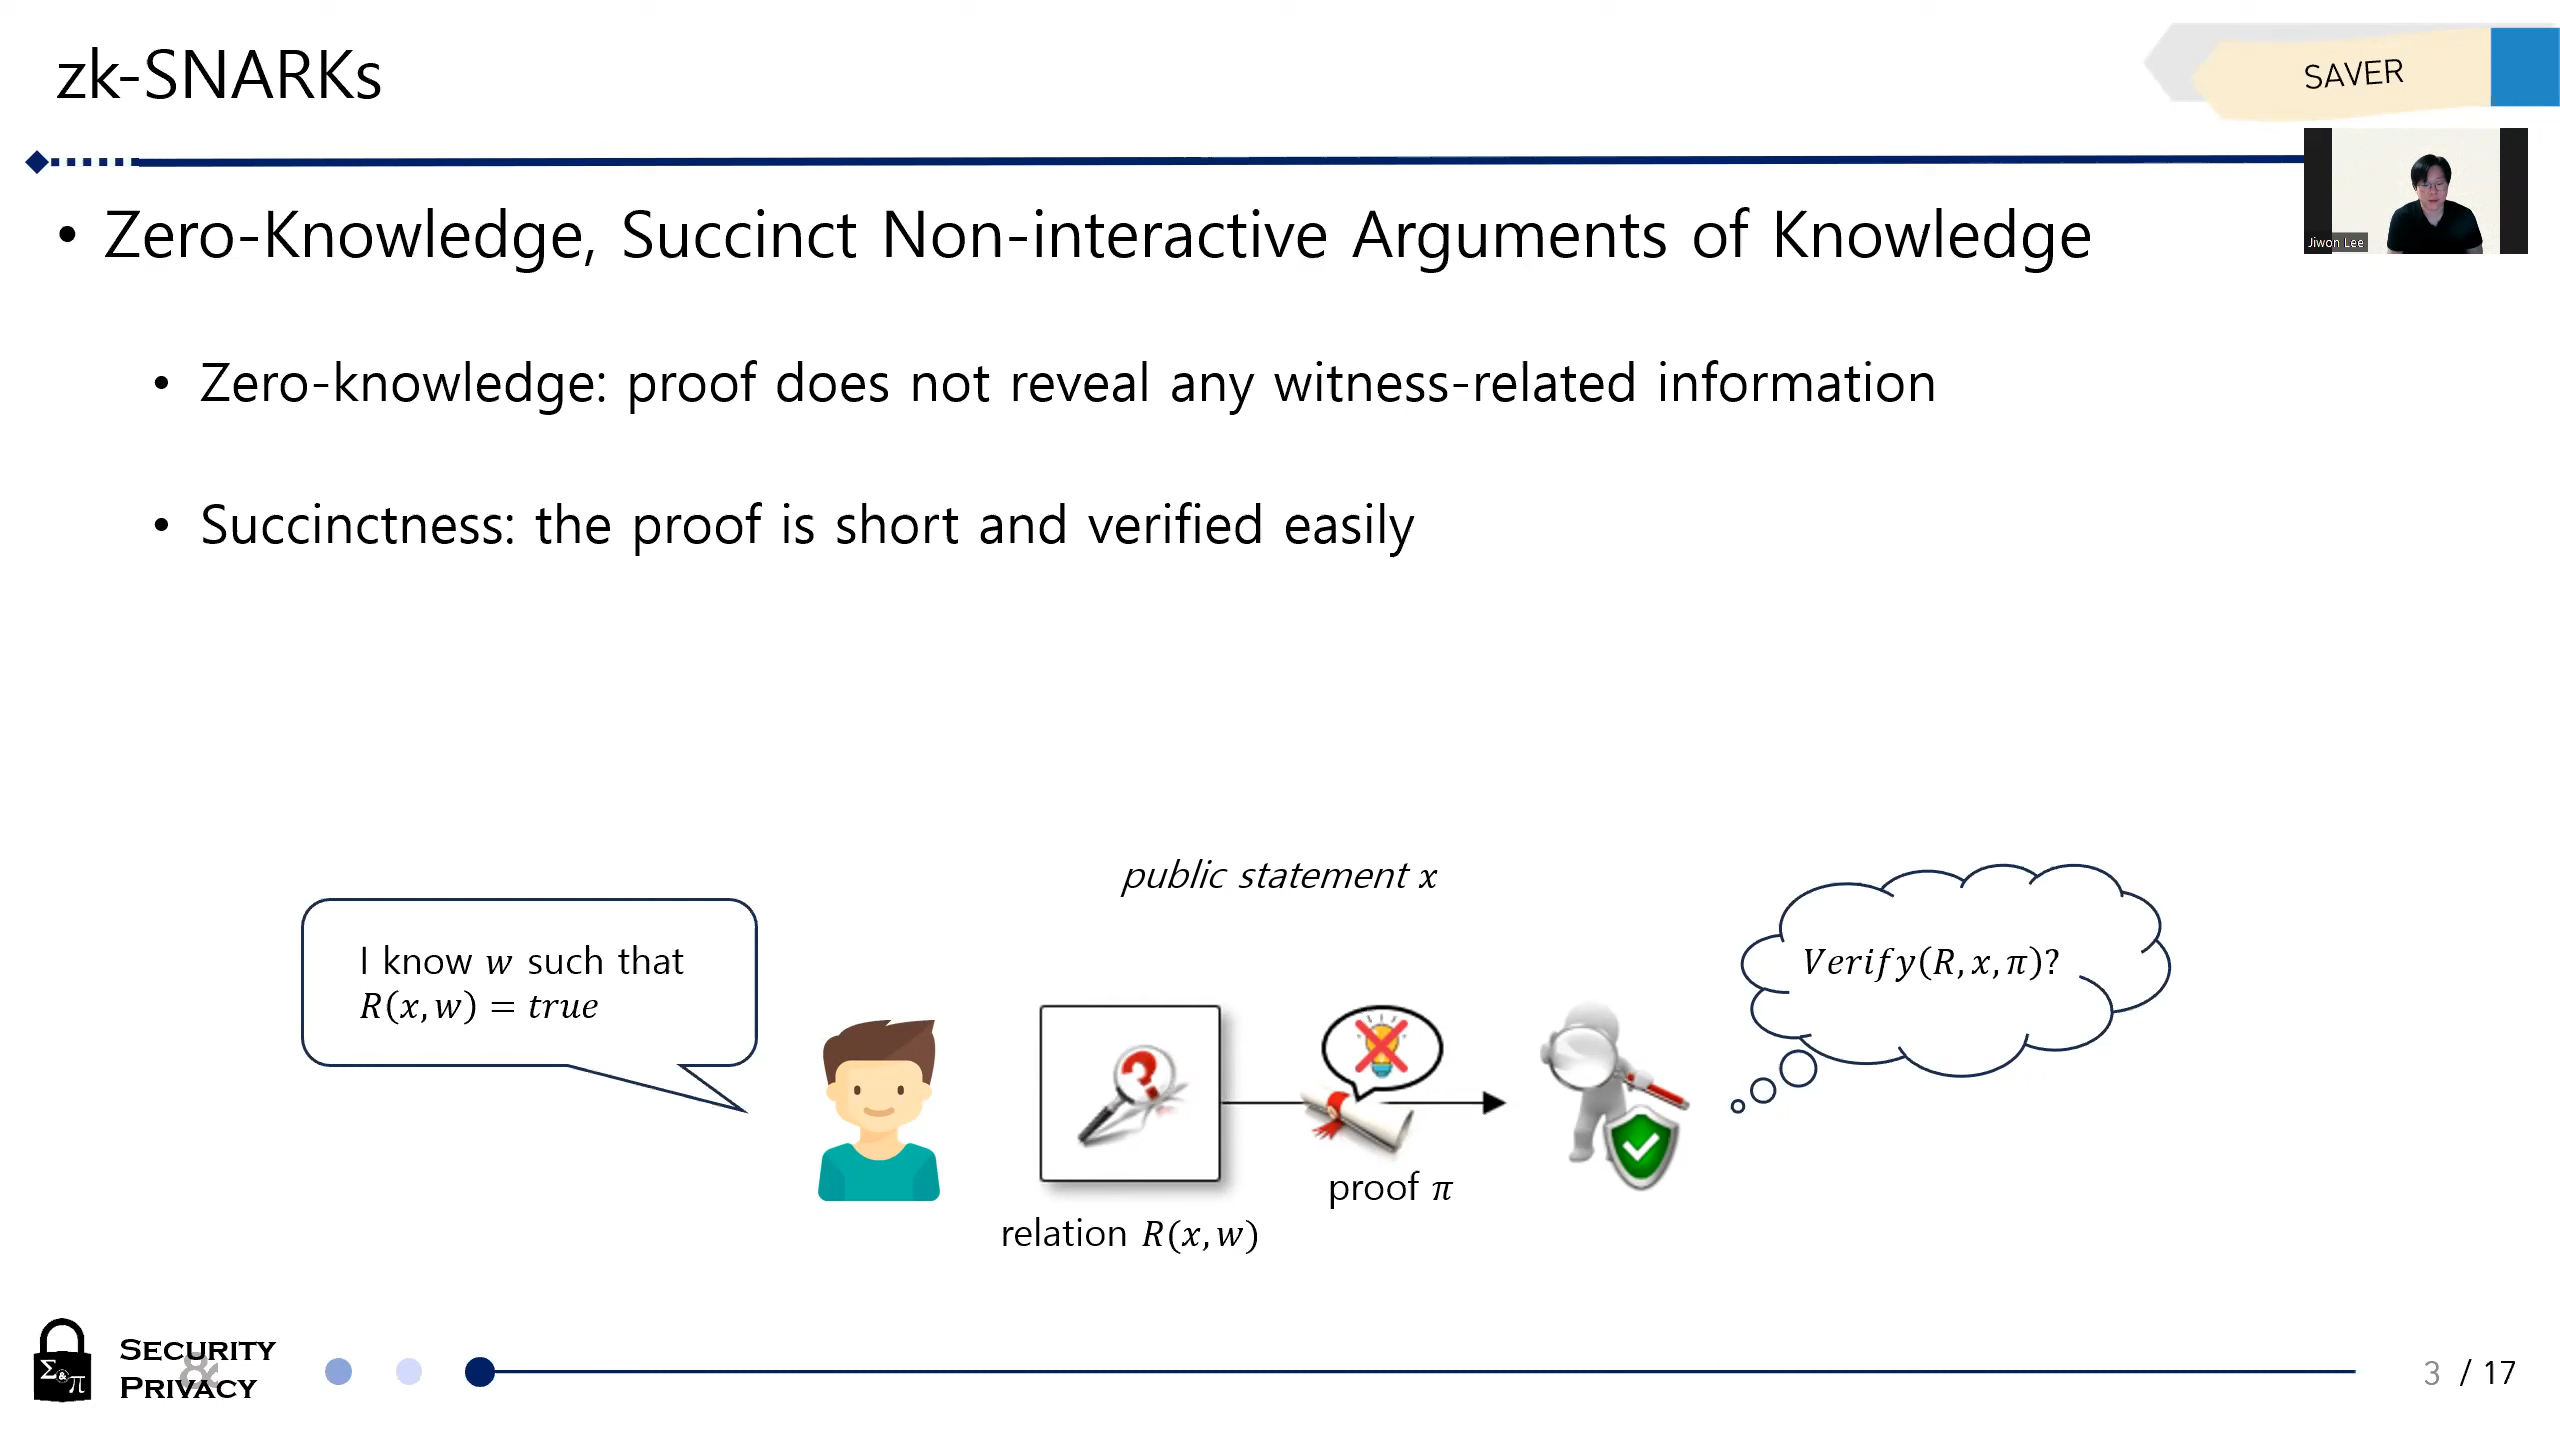 zk-SNARKs
SAVER
Jiwon Lee
• Zero-Knowledge, Succinct Non-interactive Arguments of Knowledge
• Zero-knowledge: proof does not reveal any witness-related information
• Succinctness: the proof is short and verified easily
public statement x
I know w such that
R(x, w) = true
Verify(R, x, π)?
proof π
relation R(x, w)
Σ&π
SECURITY
&
PRIVACY
3 / 17